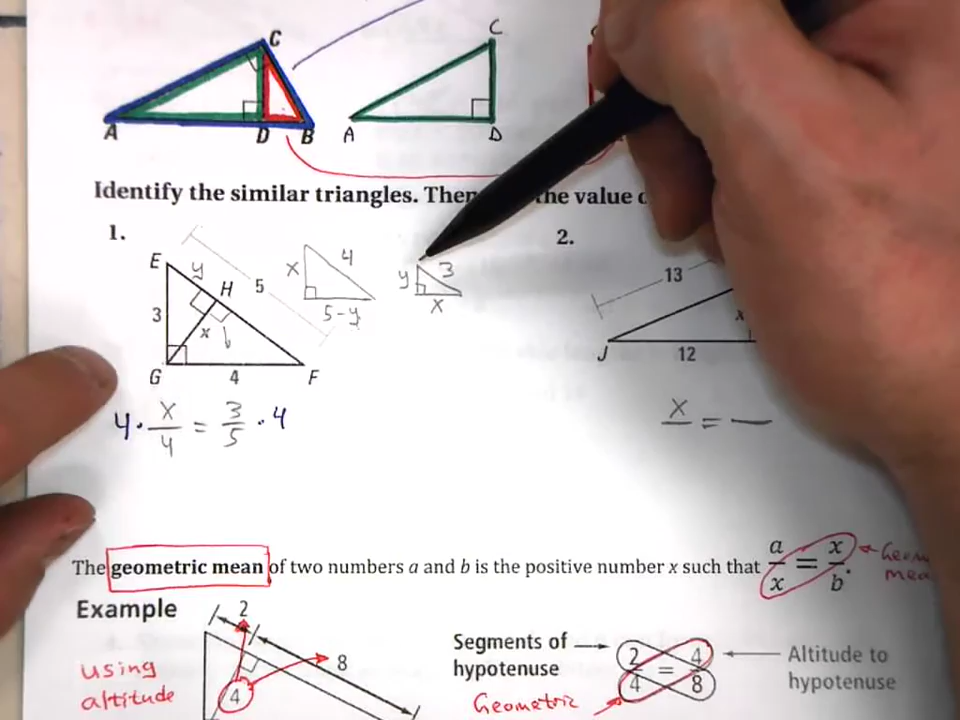 C
C
A
D
B
A
D
Identify the similar triangles. Then the value
1.
2.
E
y
H
5
3
x
G
4
F
x
4
5-y
y
3
x
13
x
J
12
4 · x/4 = 3/5 · 4
x/ = —
The geometric mean of two numbers a and b is the positive number x such that a/x = x/b.
Example
2
8
4
using
altitude
Segments of
hypotenuse
Geometric
2/4 = 4/8
Altitude to
hypotenuse